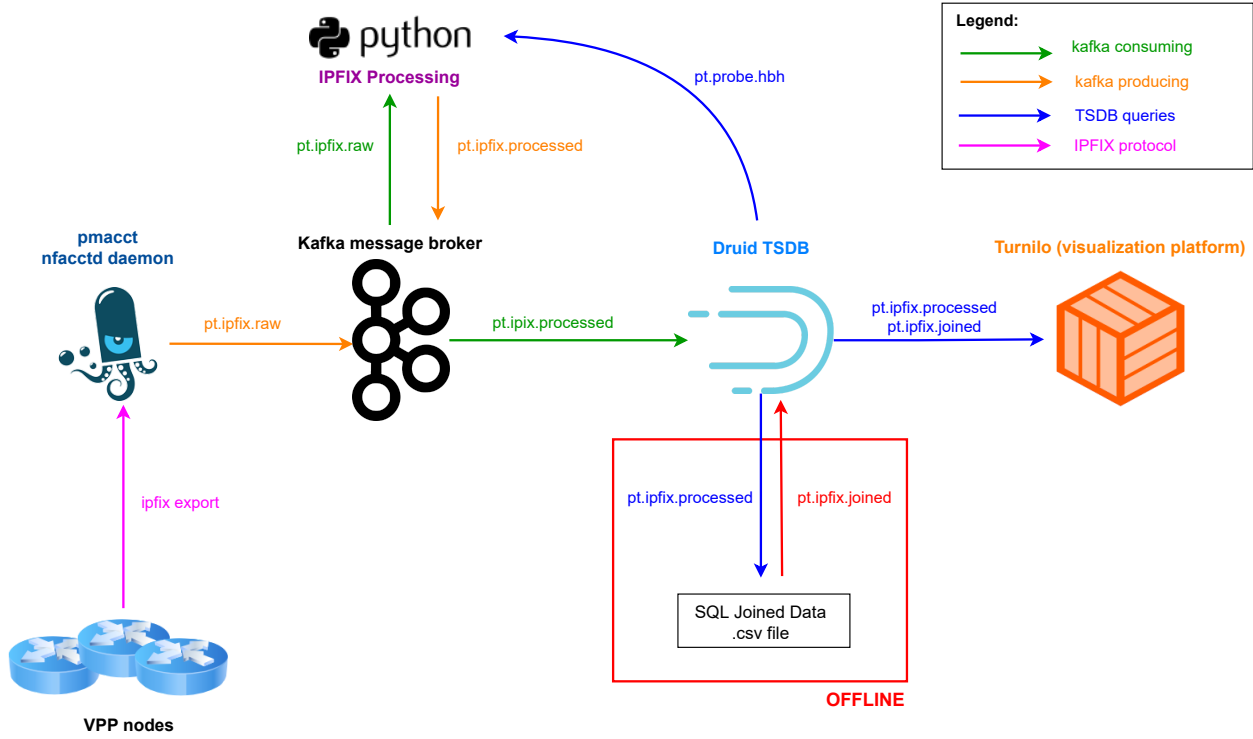 python
IPFIX Processing
Legend:
kafka consuming
kafka producing
TSDB queries
IPFIX protocol
pt.probe.hbh
pt.ipfix.raw
pt.ipfix.processed
pmacct
nfacctd daemon
Kafka message broker
Druid TSDB
Turnilo (visualization platform)
pt.ipfix.raw
pt.ipix.processed
pt.ipfix.processed
pt.ipfix.joined
ipfix export
pt.ipfix.processed
pt.ipfix.joined
SQL Joined Data
.csv file
OFFLINE
VPP nodes